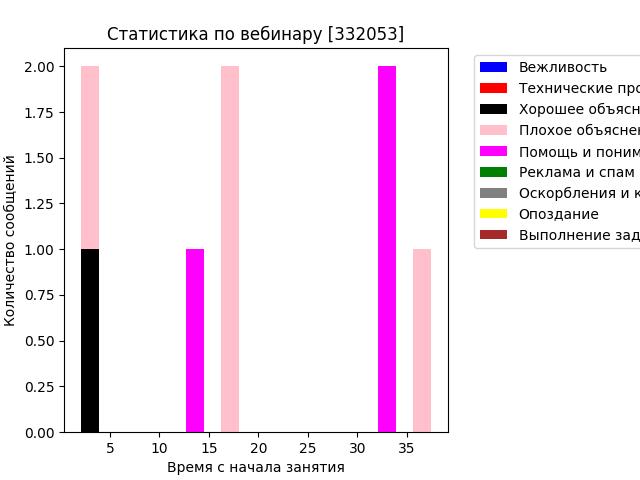 Статистика по вебинару [332053]
Количество сообщений
2.00
1.75
1.50
1.25
1.00
0.75
0.50
0.25
0.00
5 10 15 20 25 30 35
Время с начала занятия
Вежливость
Технические про
Хорошее объясн
Плохое объяснен
Помощь и поним
Реклама и спам
Оскорбления и к
Опоздание
Выполнение зад